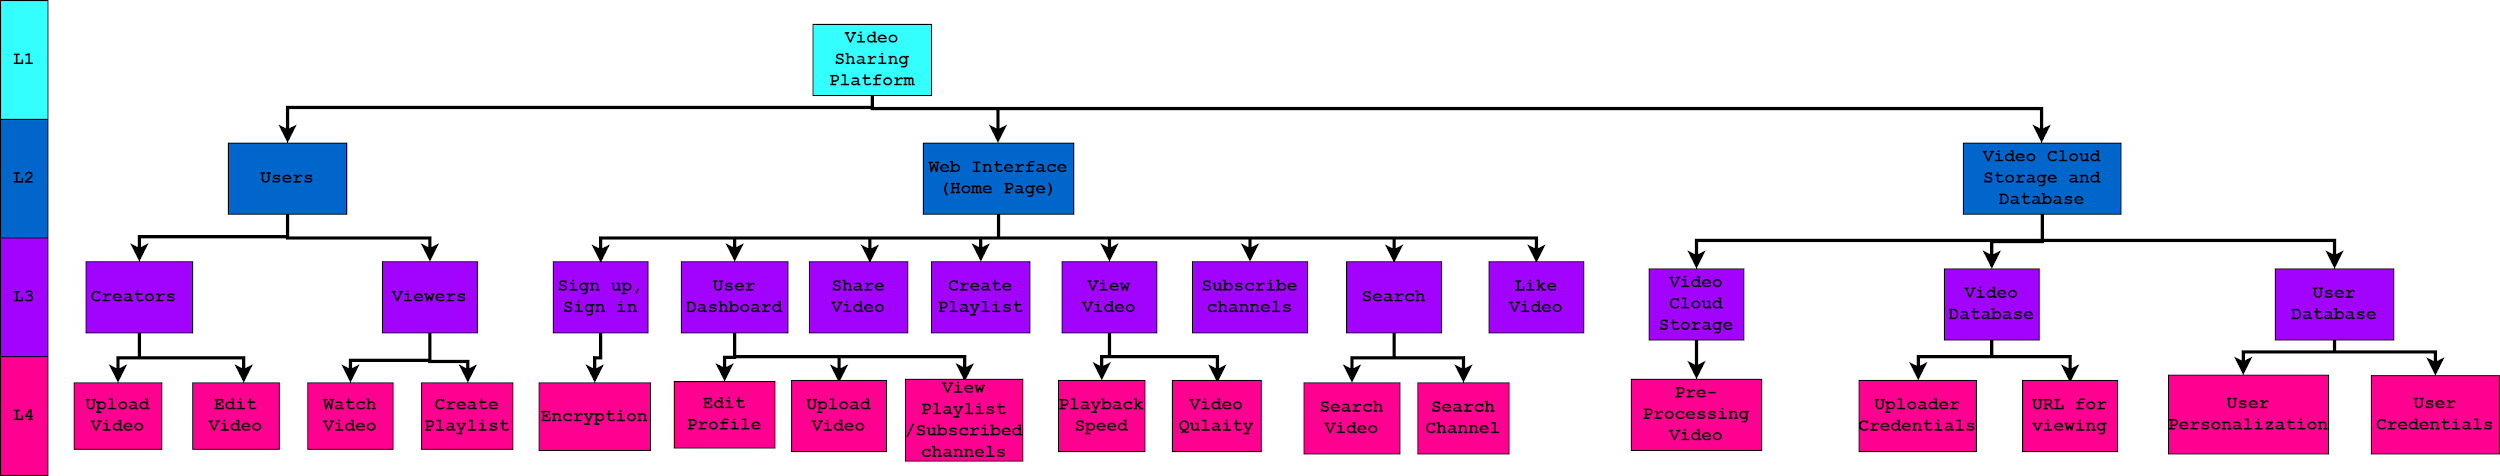 L1
Video
Sharing
Platform
L2
Users
Web Interface
(Home Page)
Video Cloud
Storage and
Database
L3
Creators
Viewers
Sign up,
Sign in
User
Dashboard
Share
Video
Create
Playlist
View
Video
Subscribe
channels
Search
Like
Video
Video
Cloud
Storage
Video
Database
User
Database
L4
Upload
Video
Edit
Video
Watch
Video
Create
Playlist
Encryption
Edit
Profile
Upload
Video
View
Playlist
/Subscribed
channels
Playback
Speed
Video
Qulaity
Search
Video
Search
Channel
Pre-
Processing
Video
Uploader
Credentials
URL for
viewing
User
Personalization
User
Credentials